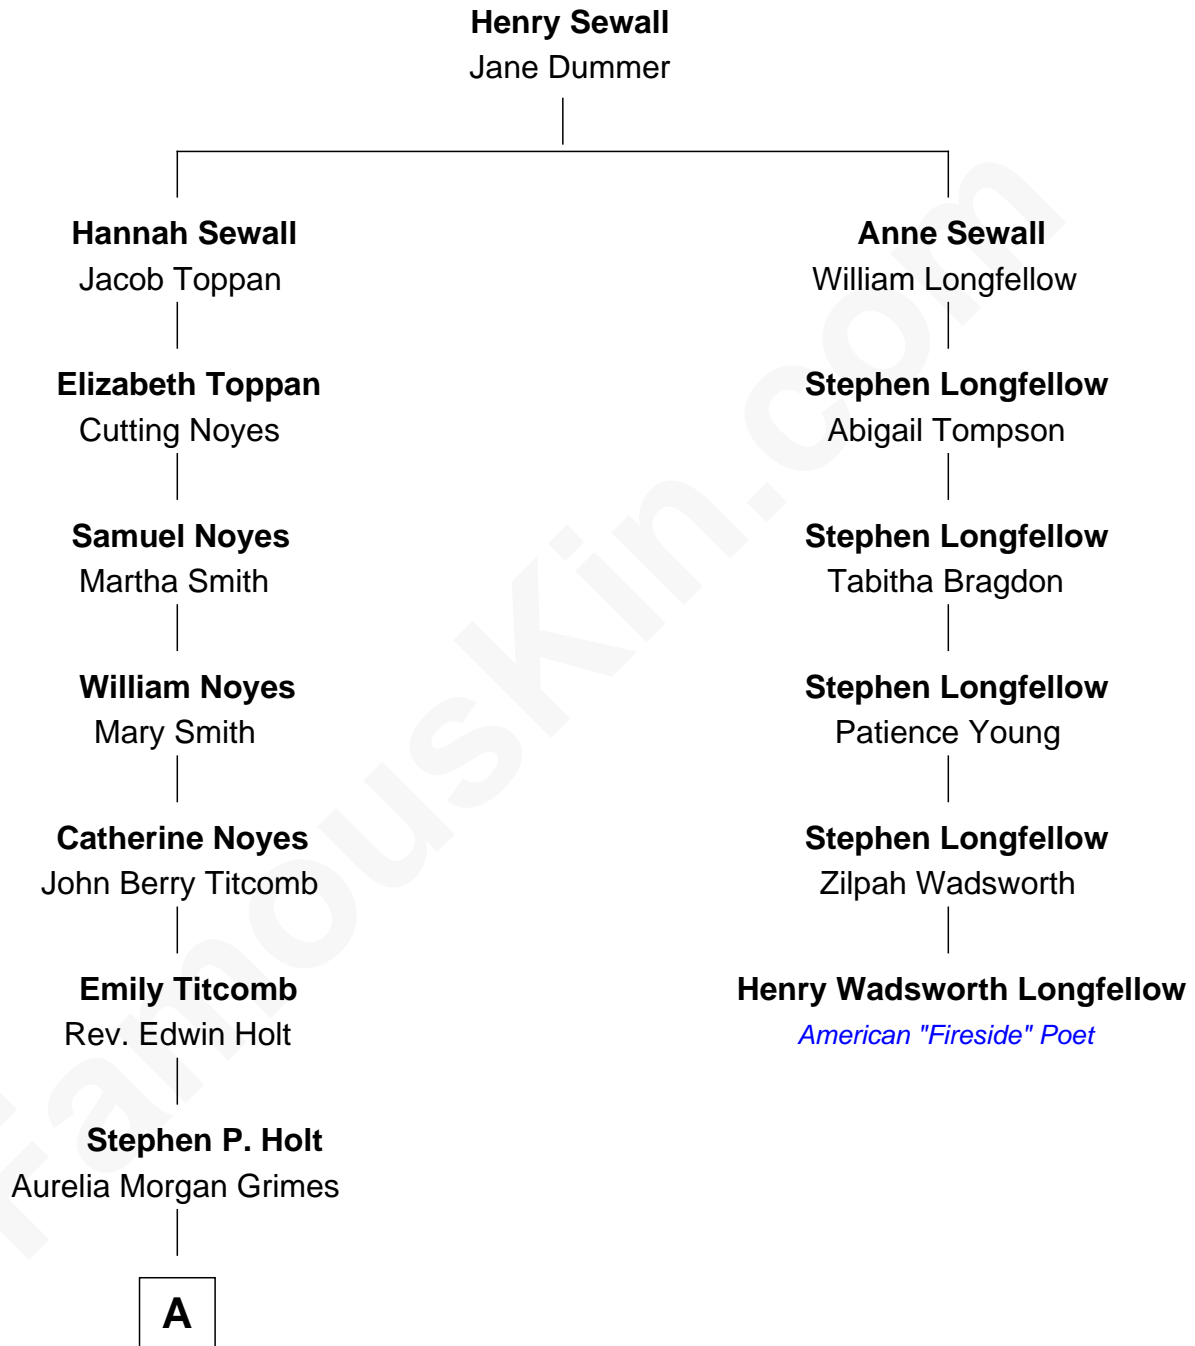 Henry Sewall
Jane Dummer
Hannah Sewall
Jacob Toppan
Anne Sewall
William Longfellow
Elizabeth Toppan
Cutting Noyes
Stephen Longfellow
Abigail Tompson
Samuel Noyes
Martha Smith
Stephen Longfellow
Tabitha Bragdon
William Noyes
Mary Smith
Stephen Longfellow
Patience Young
Catherine Noyes
John Berry Titcomb
Stephen Longfellow
Zilpah Wadsworth
Emily Titcomb
Rev. Edwin Holt
Henry Wadsworth Longfellow
American "Fireside" Poet
Stephen P. Holt
Aurelia Morgan Grimes
A
FamousKin.com